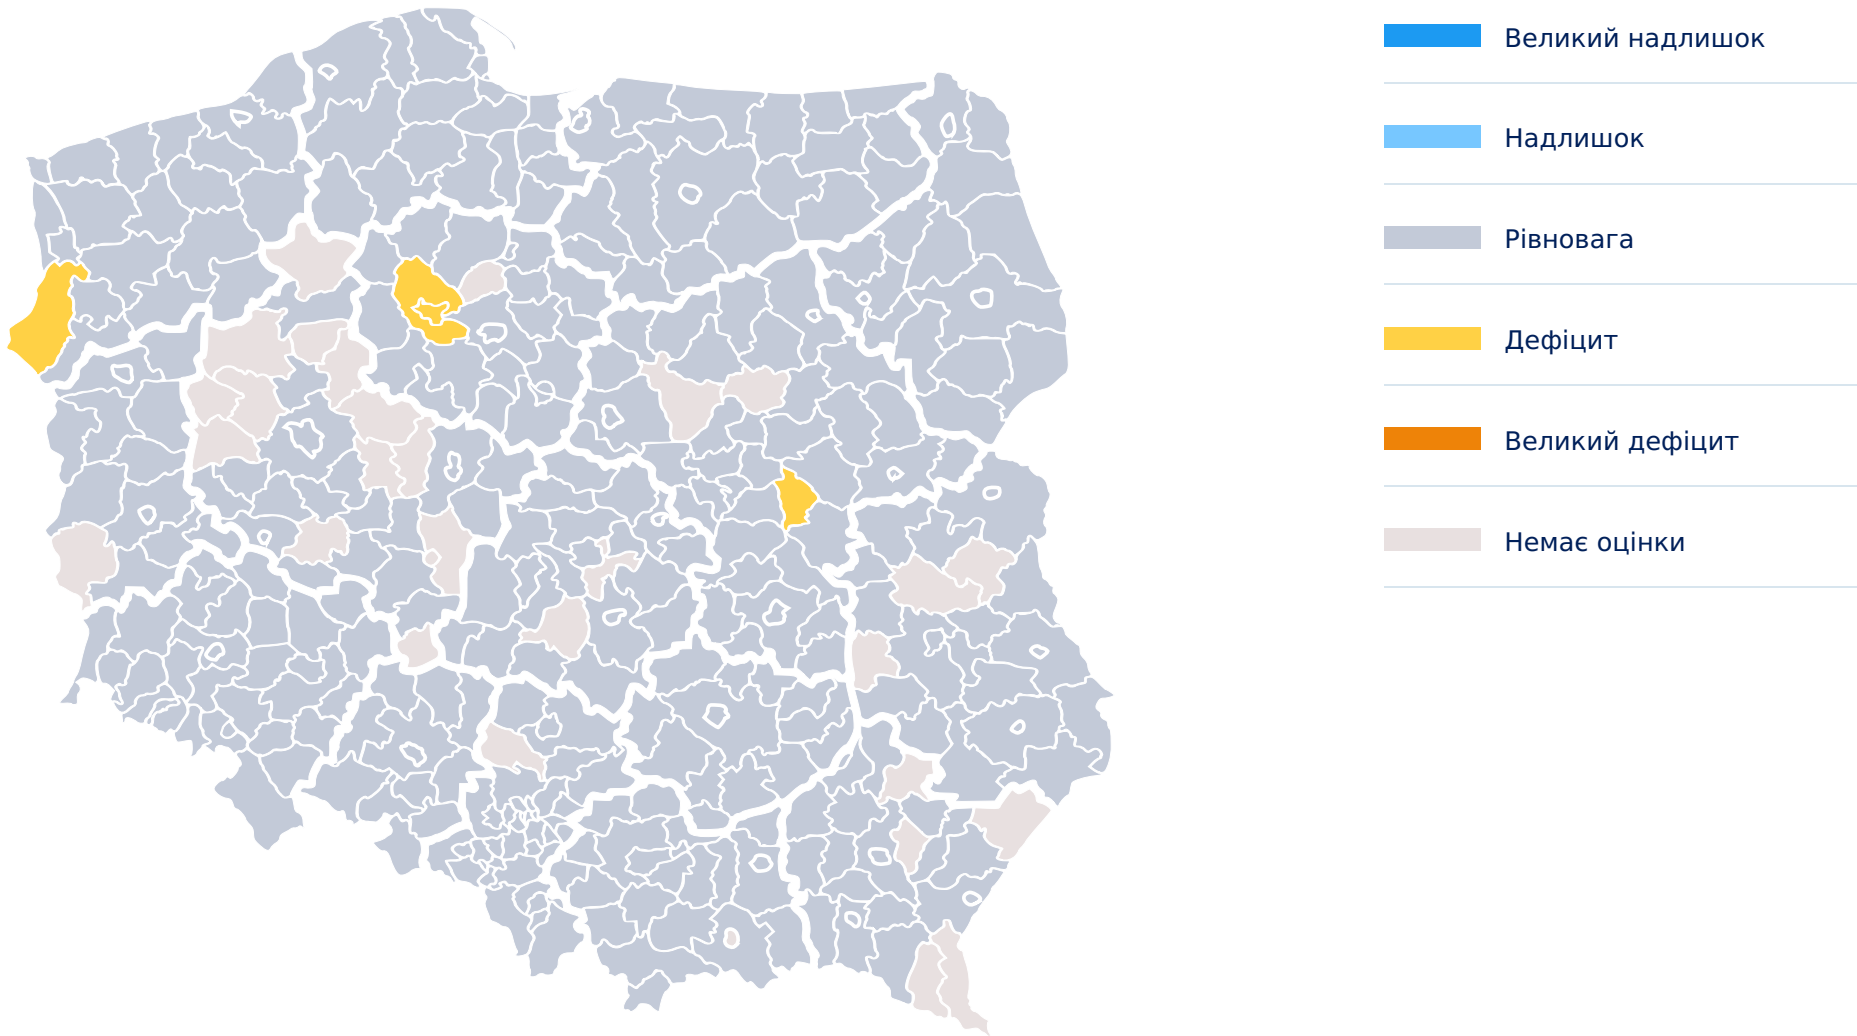 Великий надлишок
Надлишок
Рівновага
Дефіцит
Великий дефіцит
Немає оцінки